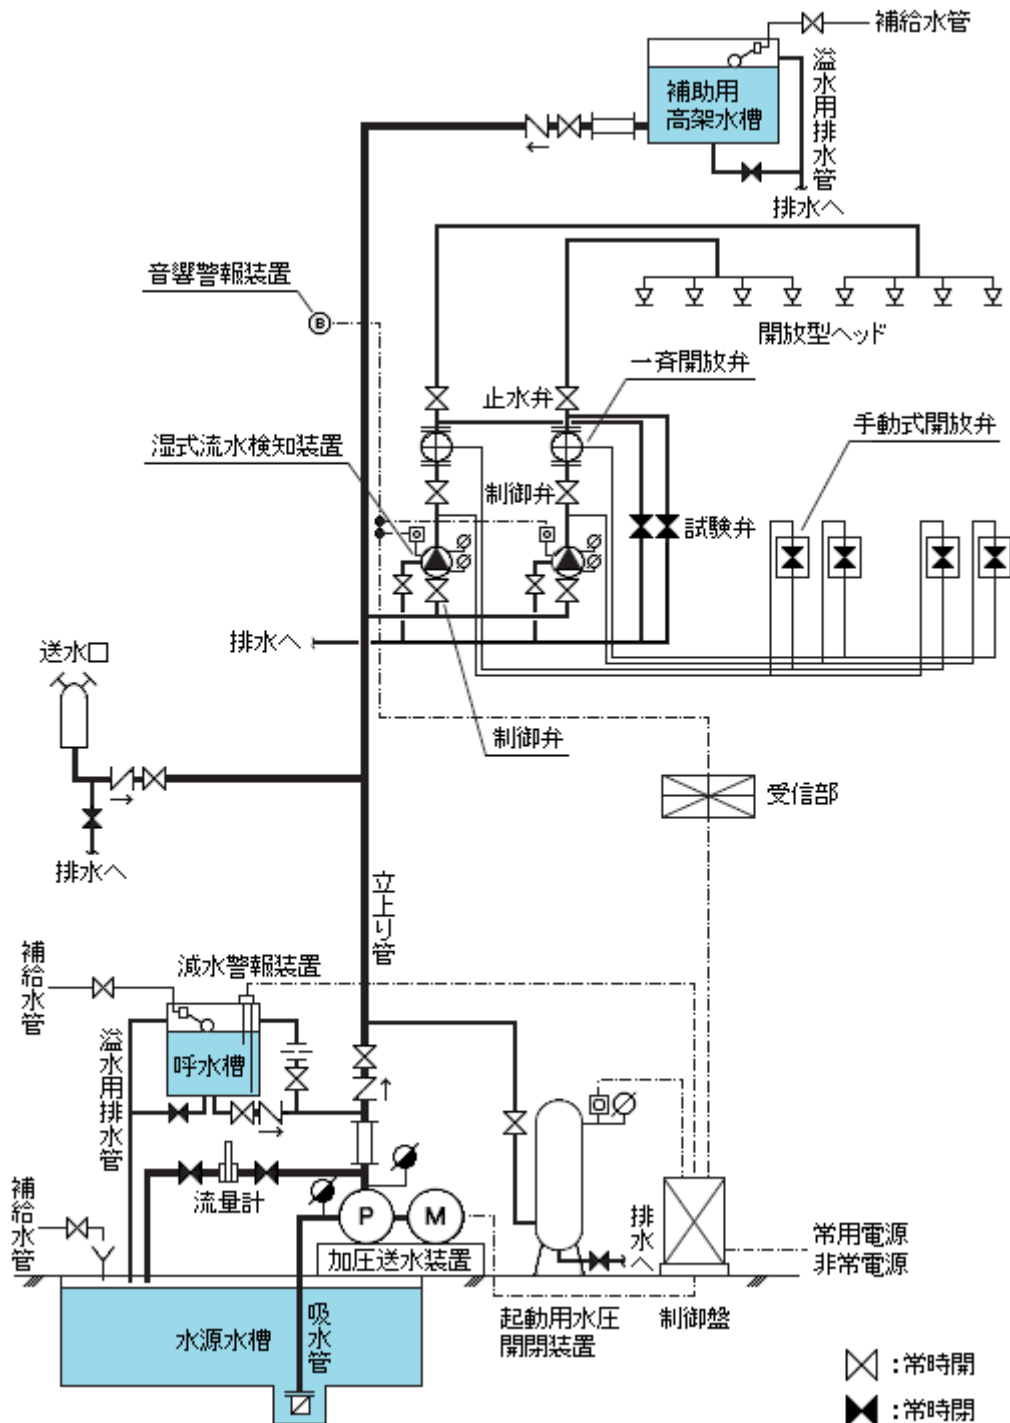 補給水管
補助用
高架水槽
溢水用排水管
排水へ
音響警報装置
B
開放型ヘッド
一斉開放弁
止水弁
手動式開放弁
湿式流水検知装置
制御弁
試験弁
排水へ
送水口
制御弁
受信部
排水へ
立上り管
補給水管
減水警報装置
呼水槽
溢水用排水管
流量計
補給水管
P
M
加圧送水装置
排水へ
常用電源
非常電源
吸水管
水源水槽
起動用水圧
開閉装置
制御盤
:常時開
:常時閉